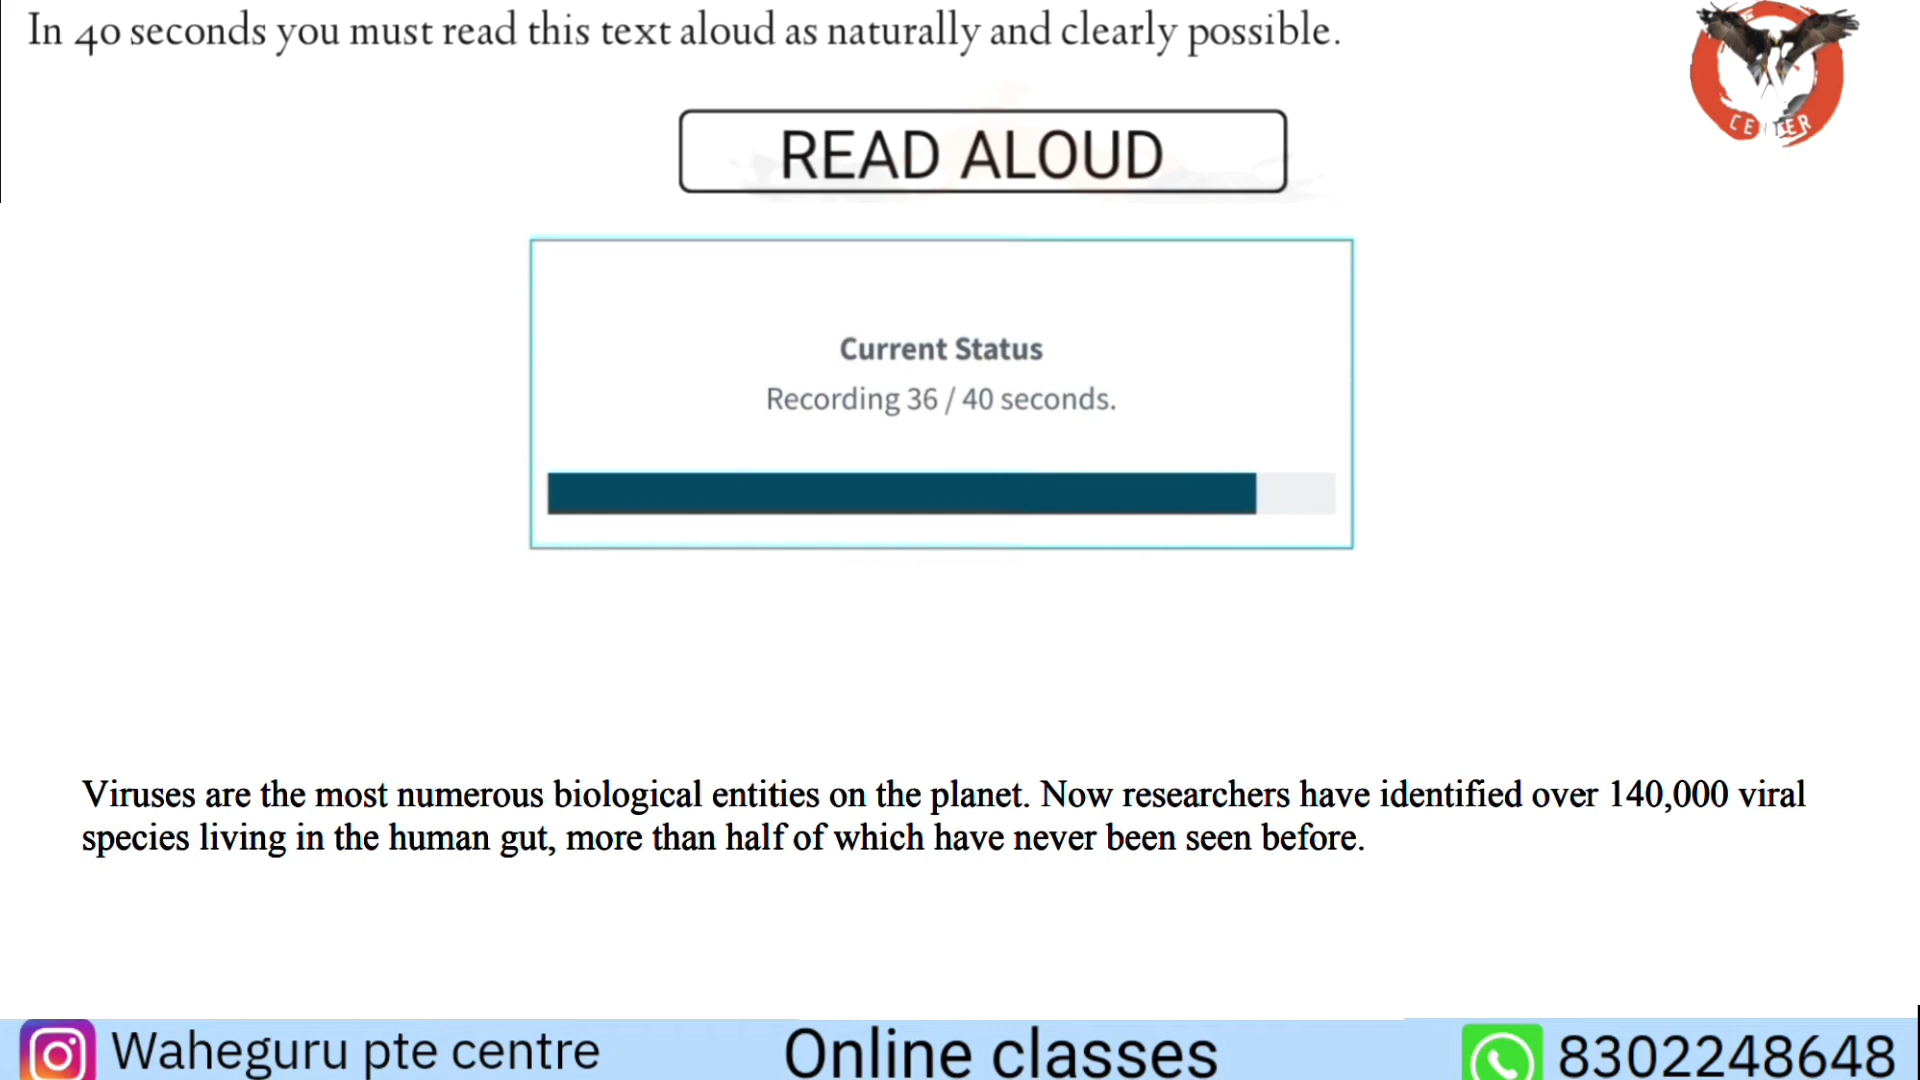 In 40 seconds you must read this text aloud as naturally and clearly possible.
READ ALOUD
Current Status
Recording 36 / 40 seconds.
Viruses are the most numerous biological entities on the planet. Now researchers have identified over 140,000 viral
species living in the human gut, more than half of which have never been seen before.
Waheguru pte centre
Online classes
8302248648